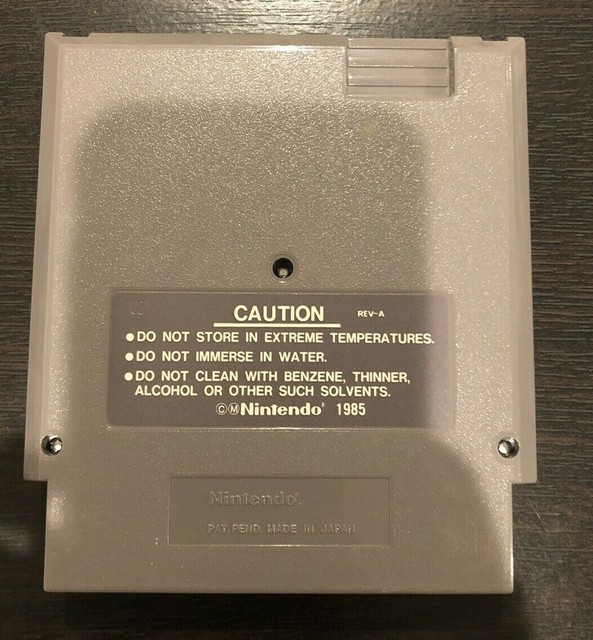 CAUTION REV-A
●DO NOT STORE IN EXTREME TEMPERATURES.
●DO NOT IMMERSE IN WATER.
●DO NOT CLEAN WITH BENZENE, THINNER,
ALCOHOL OR OTHER SUCH SOLVENTS.
©ⓂNintendo® 1985
Nintendo®
PAT. PEND. MADE IN JAPAN